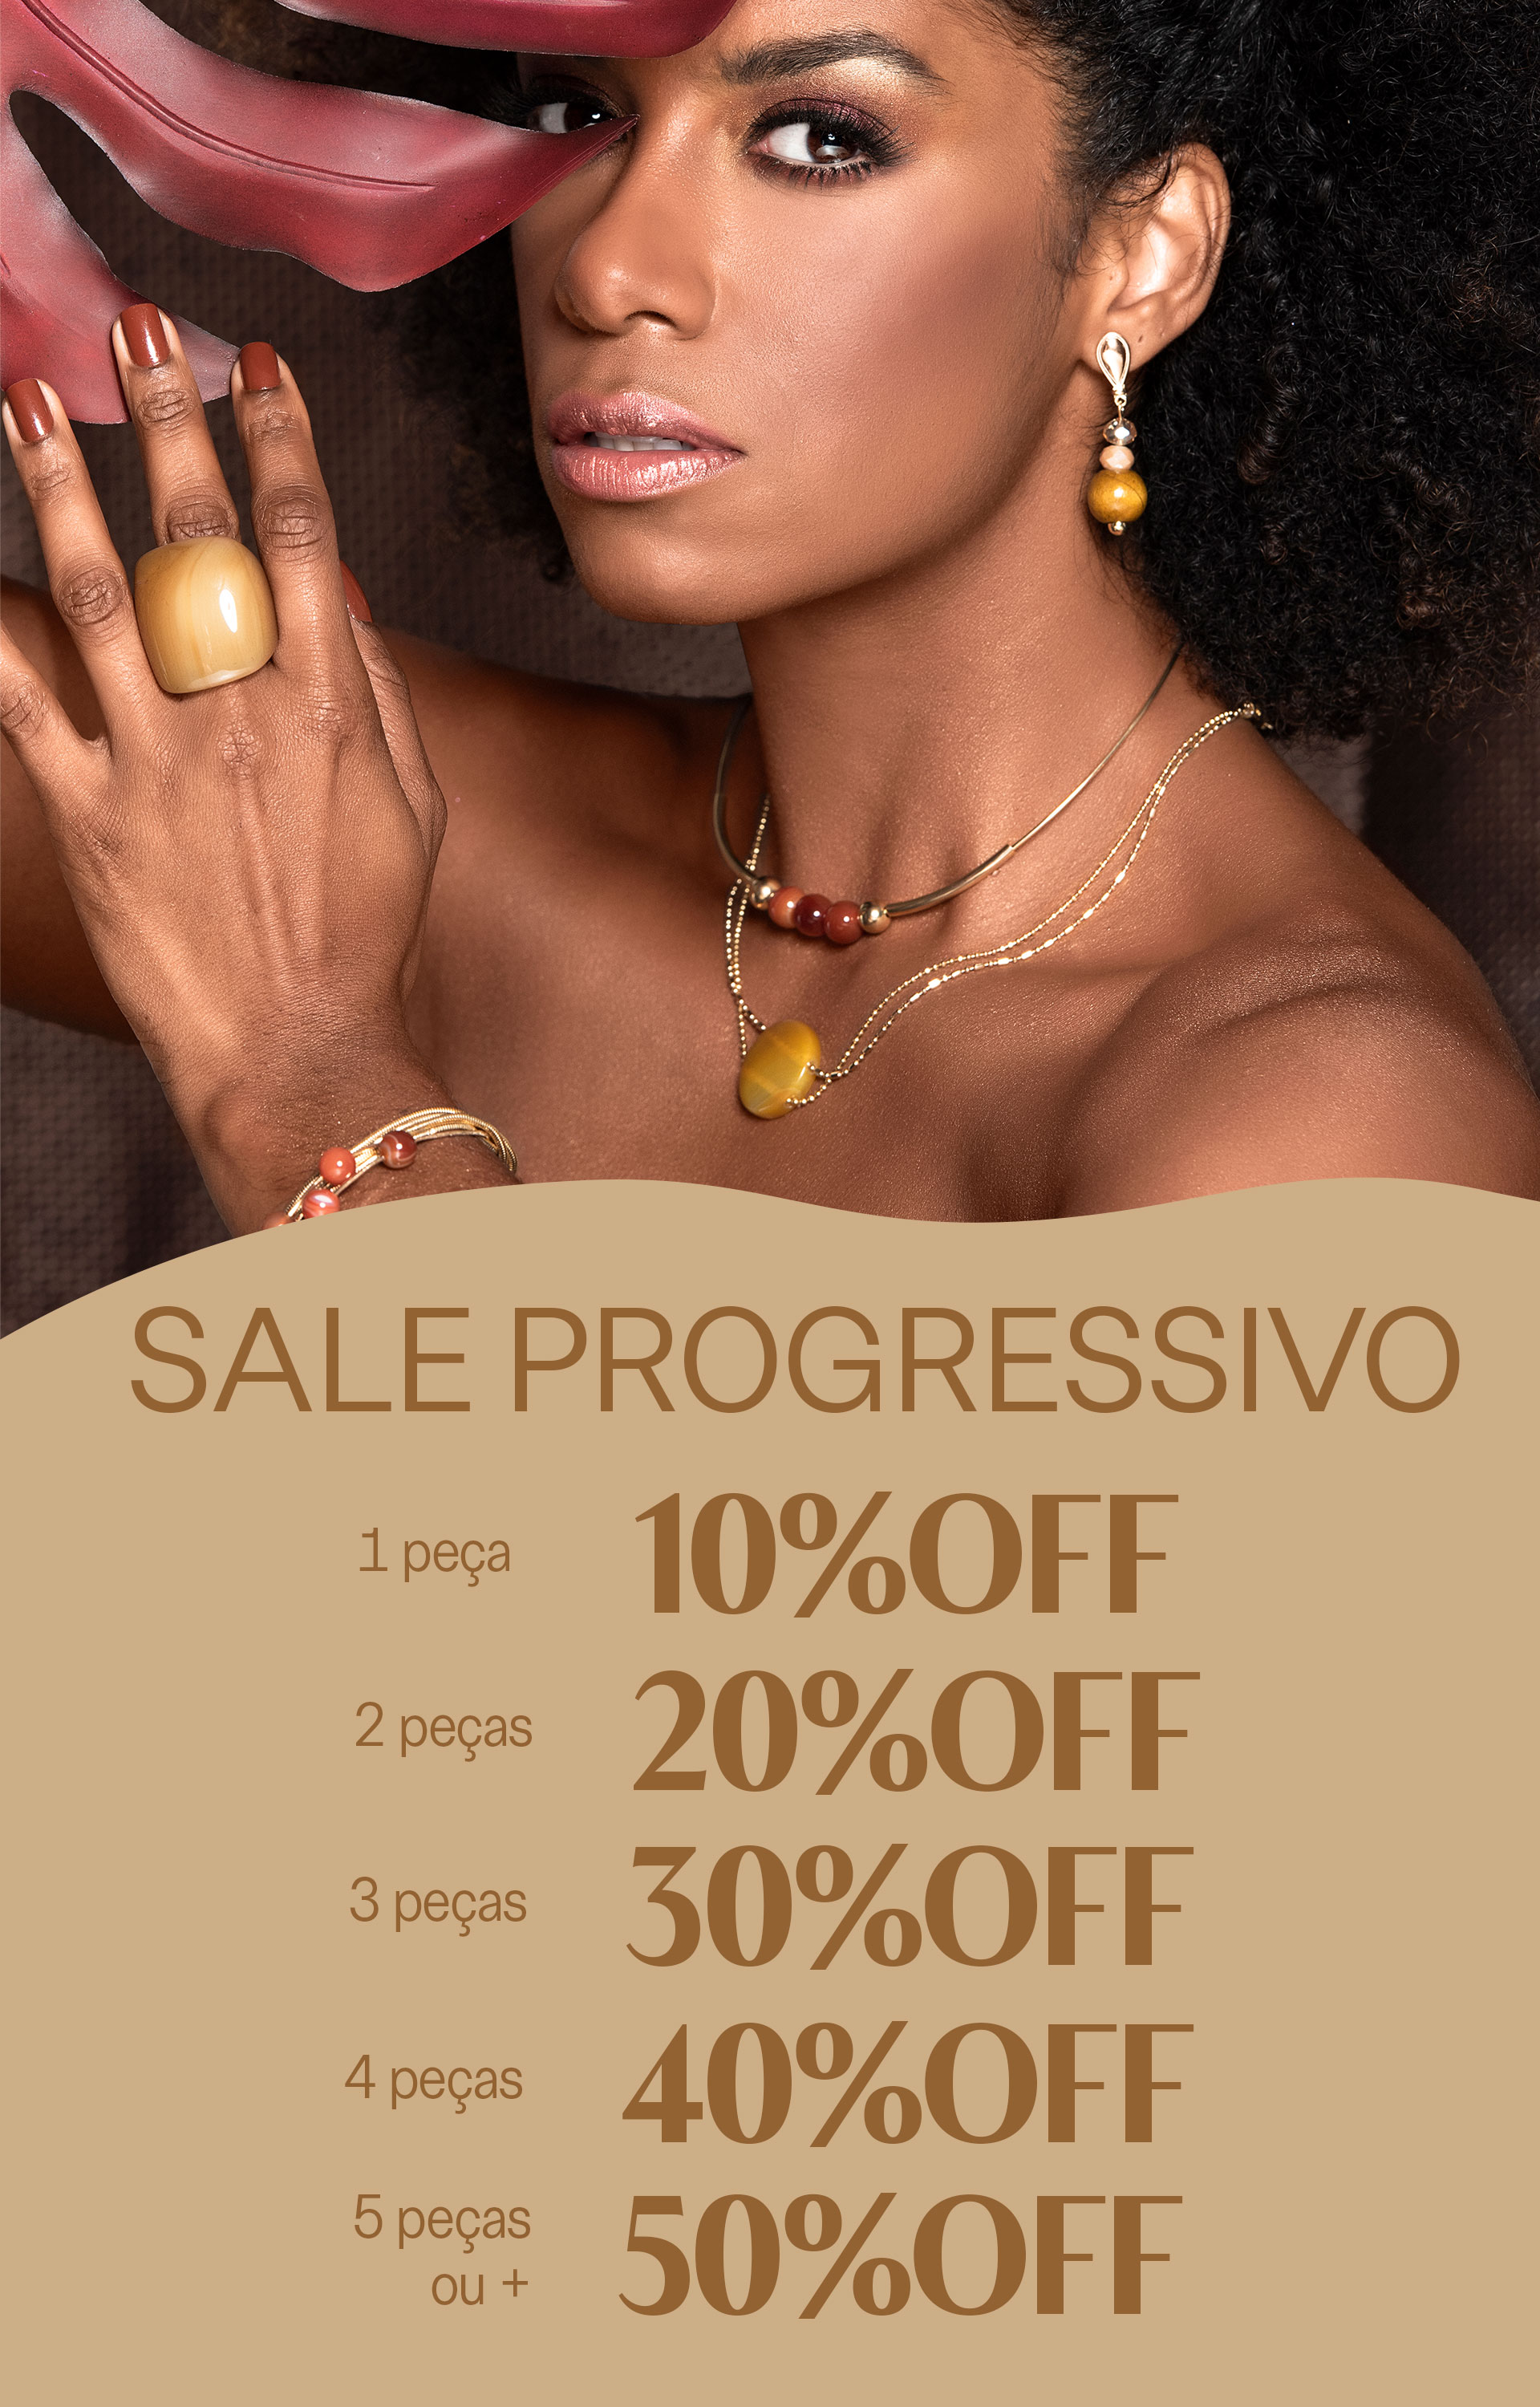 SALE PROGRESSIVO
1 peça 10%OFF
2 peças 20%OFF
3 peças 30%OFF
4 peças 40%OFF
5 peças
ou + 50%OFF